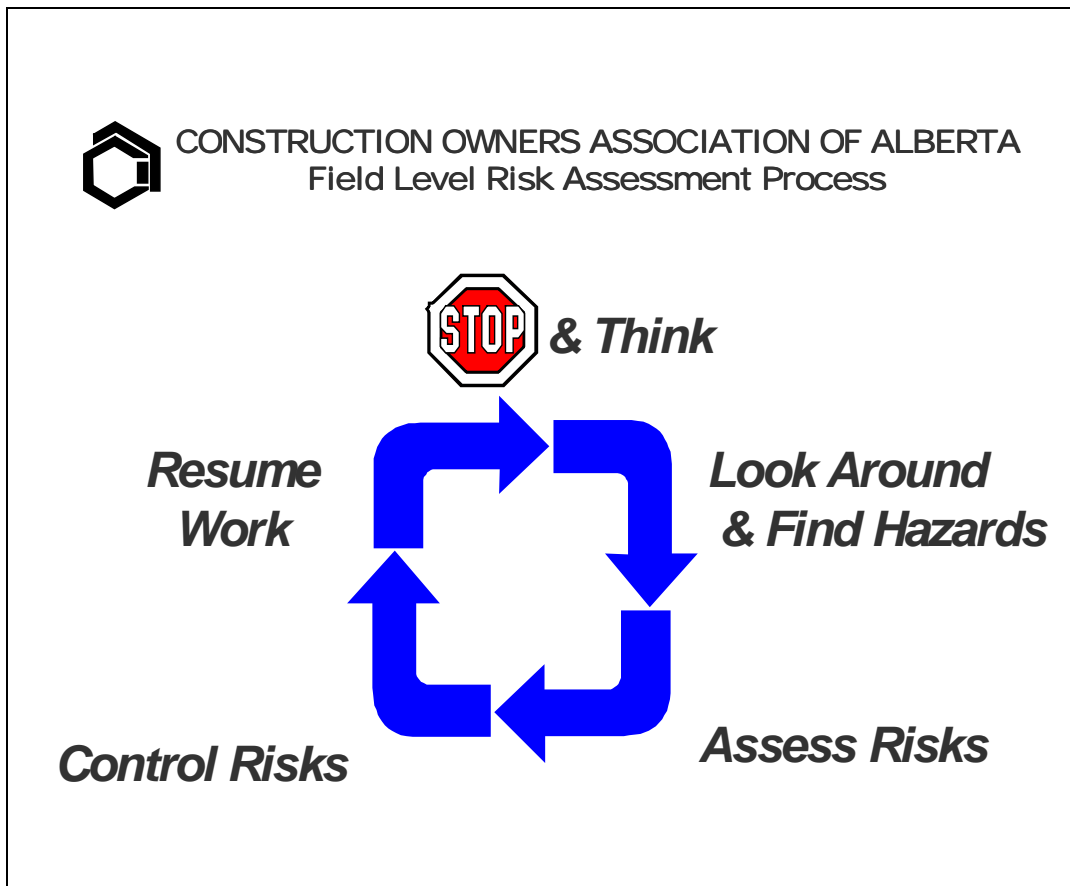 CONSTRUCTION OWNERS ASSOCIATION OF ALBERTA
Field Level Risk Assessment Process
STOP & Think
Look Around
& Find Hazards
Assess Risks
Control Risks
Resume
Work